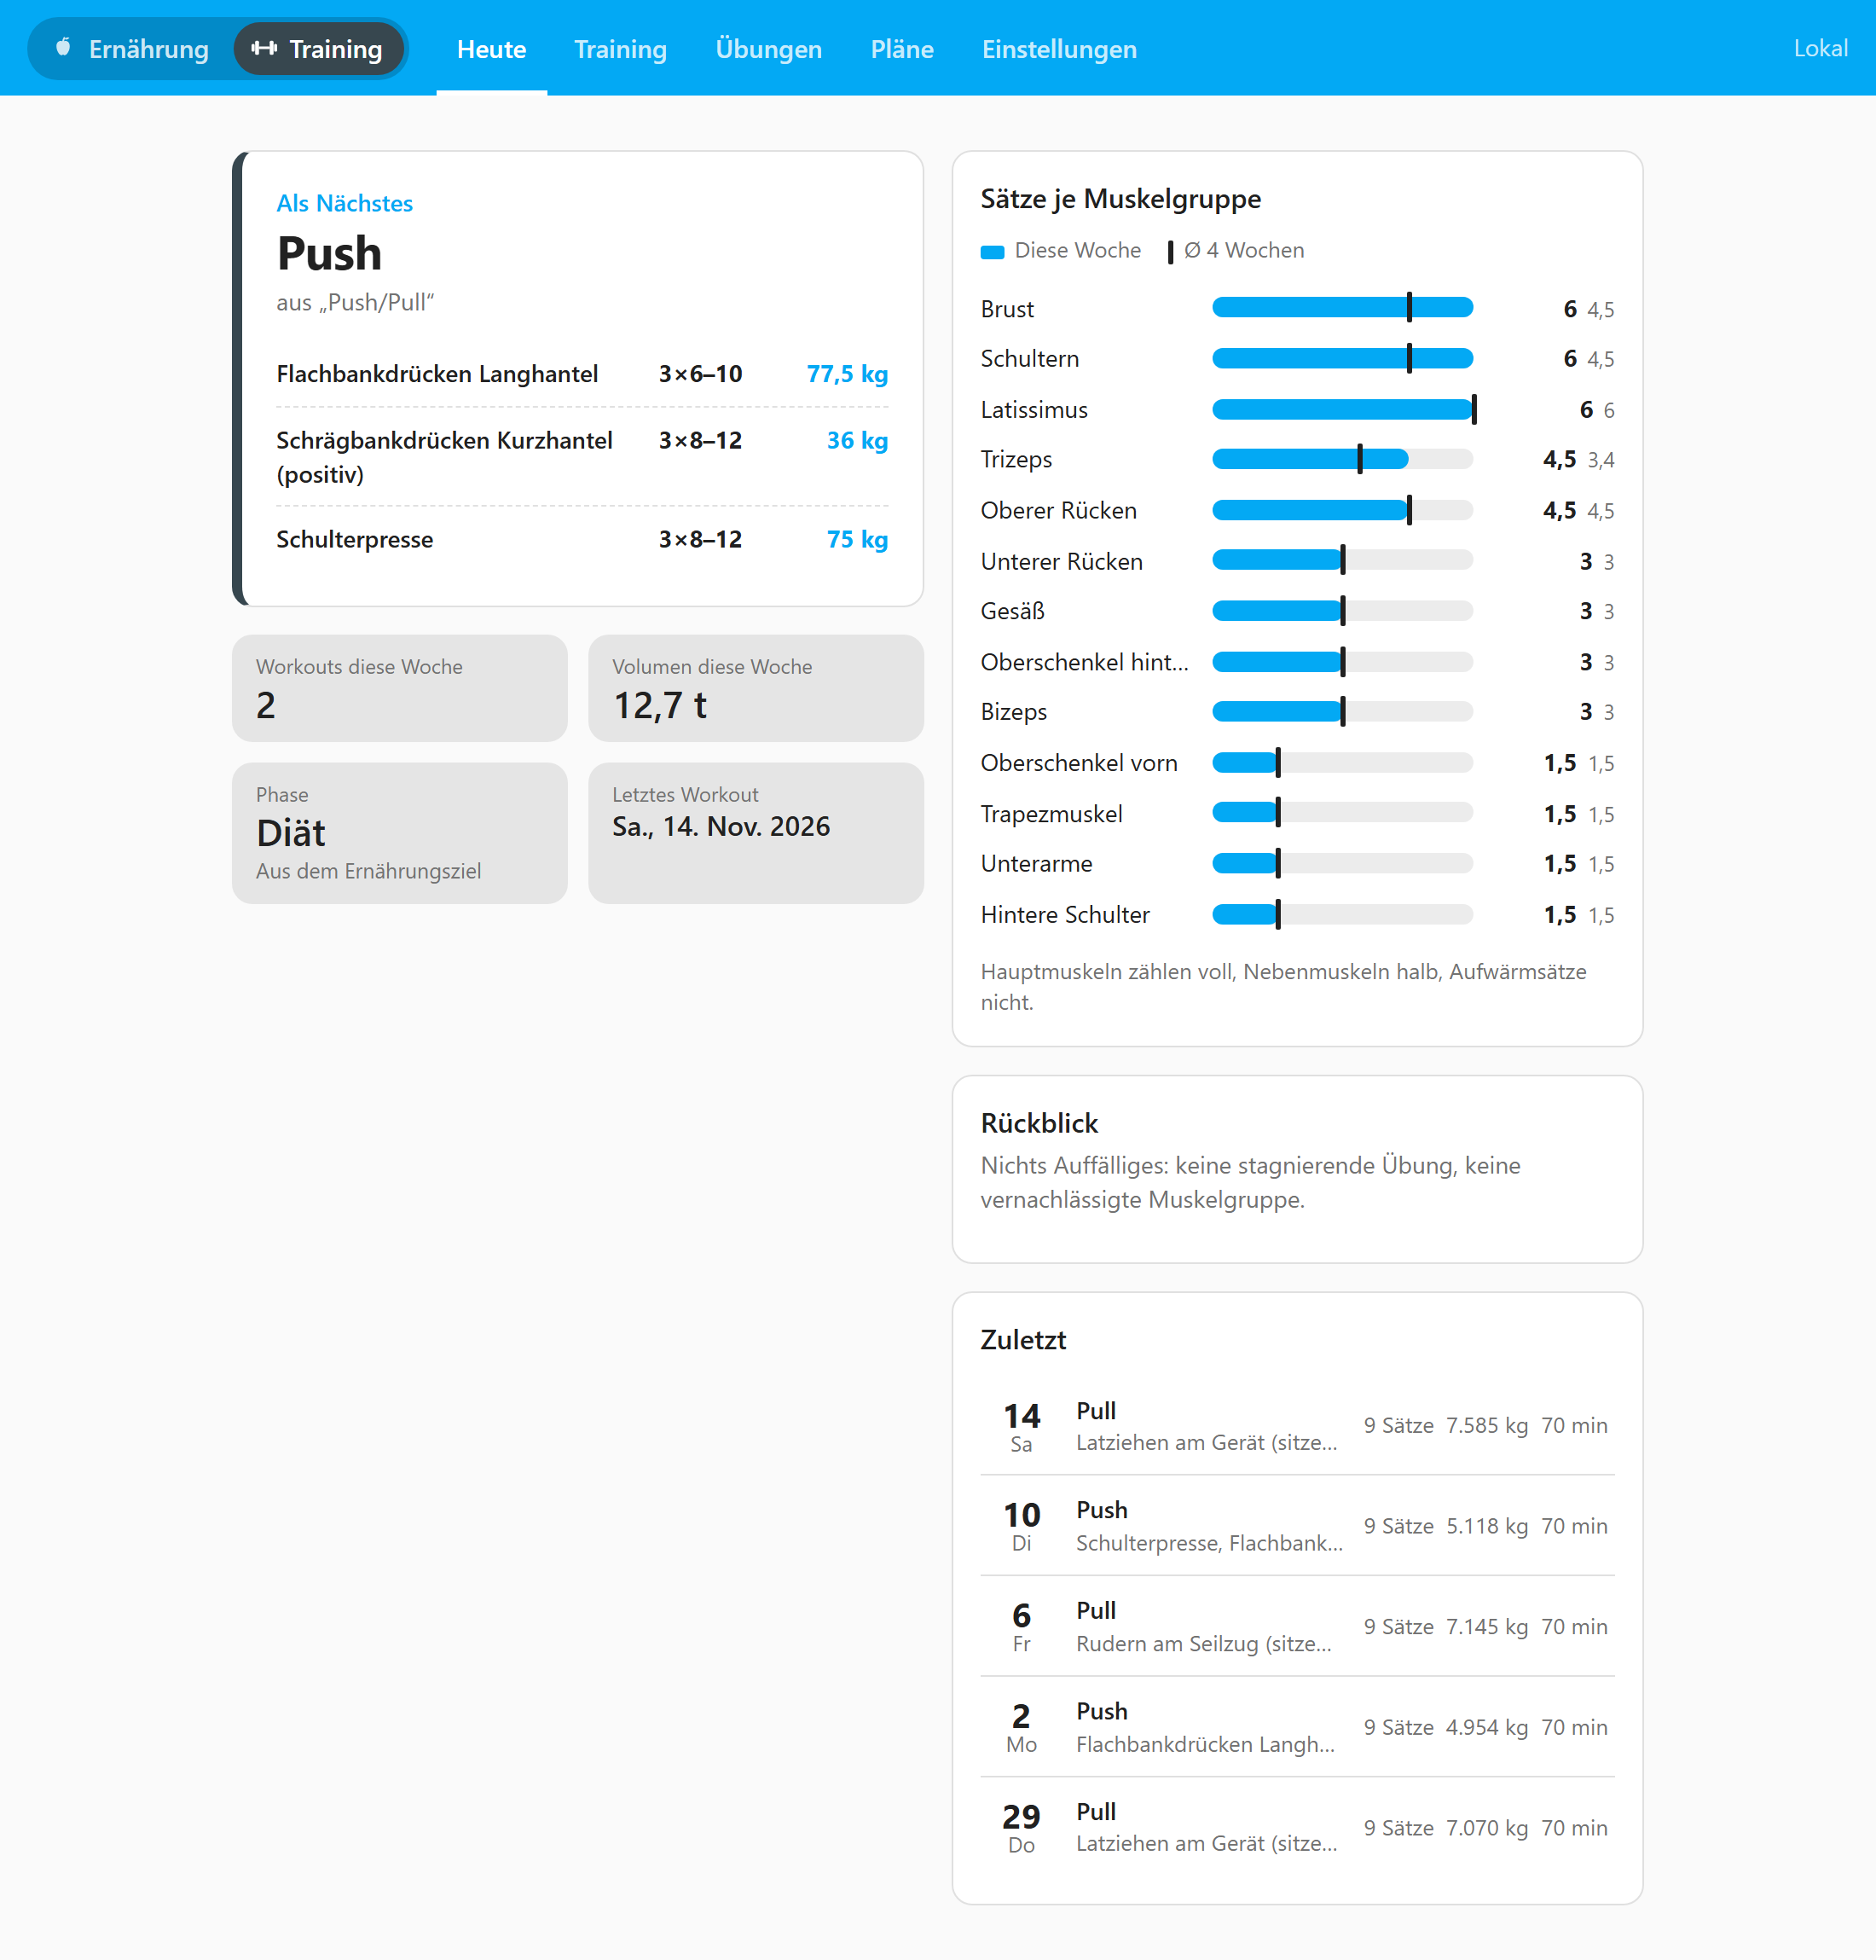 Ernährung
Training
Heute
Training
Übungen
Pläne
Einstellungen
Lokal
Als Nächstes
Push
aus „Push/Pull“
Flachbankdrücken Langhantel 3×6–10 77,5 kg
Schrägbankdrücken Kurzhantel 3×8–12 36 kg
(positiv)
Schulterpresse 3×8–12 75 kg
Workouts diese Woche
2
Volumen diese Woche
12,7 t
Phase
Diät
Aus dem Ernährungsziel
Letztes Workout
Sa., 14. Nov. 2026
Sätze je Muskelgruppe
Diese Woche Ø 4 Wochen
Brust 6 4,5
Schultern 6 4,5
Latissimus 6 6
Trizeps 4,5 3,4
Oberer Rücken 4,5 4,5
Unterer Rücken 3 3
Gesäß 3 3
Oberschenkel hint... 3 3
Bizeps 3 3
Oberschenkel vorn 1,5 1,5
Trapezmuskel 1,5 1,5
Unterarme 1,5 1,5
Hintere Schulter 1,5 1,5
Hauptmuskeln zählen voll, Nebenmuskeln halb, Aufwärmsätze
nicht.
Rückblick
Nichts Auffälliges: keine stagnierende Übung, keine
vernachlässigte Muskelgruppe.
Zuletzt
14 Pull
Sa Latziehen am Gerät (sitze... 9 Sätze 7.585 kg 70 min
10 Push
Di Schulterpresse, Flachbank... 9 Sätze 5.118 kg 70 min
6 Pull
Fr Rudern am Seilzug (sitze... 9 Sätze 7.145 kg 70 min
2 Push
Mo Flachbankdrücken Langh... 9 Sätze 4.954 kg 70 min
29 Pull
Do Latziehen am Gerät (sitze... 9 Sätze 7.070 kg 70 min